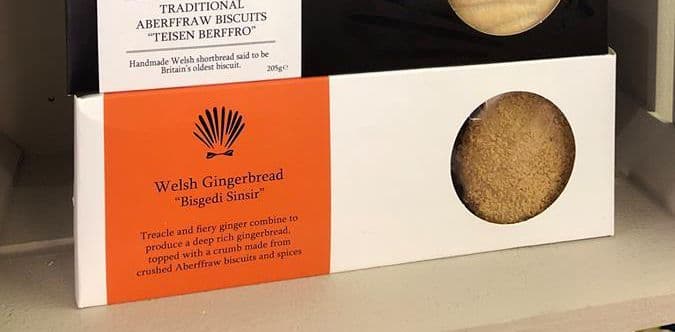 TRADITIONAL
ABERFFRAW BISCUITS
“TEISEN BERFFRO”
Handmade Welsh shortbread said to be
Britain's oldest biscuit.
205g℮
Welsh Gingerbread
“Bisgedi Sinsir”
Treacle and fiery ginger combine to
produce a deep rich gingerbread,
topped with a crumb made from
crushed Aberffraw biscuits and spices